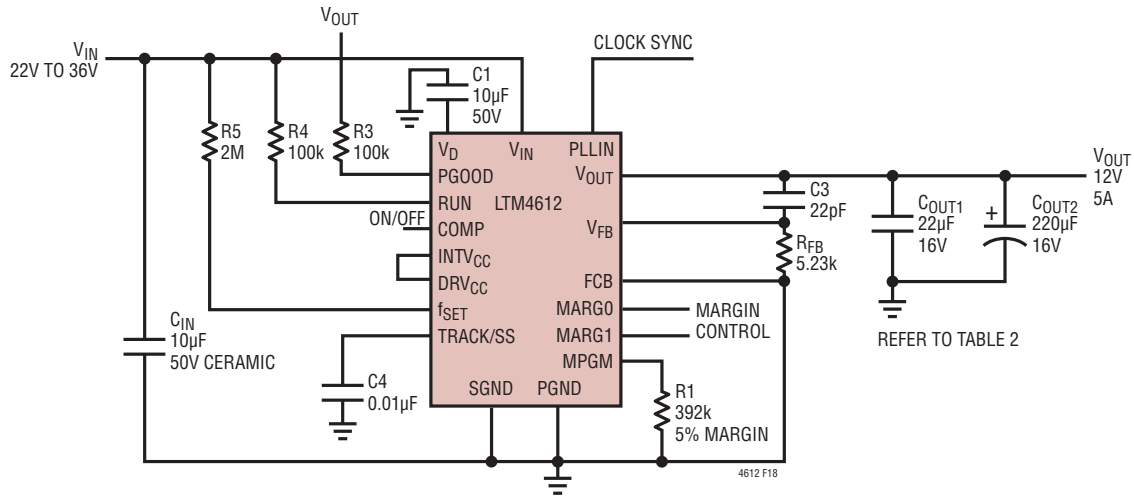 VOUT
VIN
22V TO 36V
CLOCK SYNC
C1
10µF
50V
R5
2M
R4
100k
R3
100k
VD
VIN
PLLIN
PGOOD
VOUT
RUN
LTM4612
ON/OFF
COMP
VFB
INTVCC
DRVCC
FCB
fSET
MARG0
TRACK/SS
MARG1
MPGM
SGND
PGND
C3
22pF
RFB
5.23k
MARGIN
CONTROL
COUT1
22µF
16V
+
COUT2
220µF
16V
VOUT
12V
5A
REFER TO TABLE 2
CIN
10µF
50V CERAMIC
C4
0.01µF
R1
392k
5% MARGIN
4612 F18